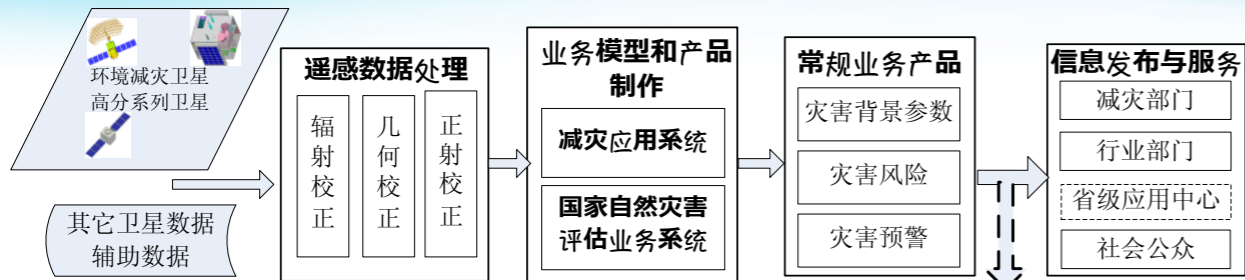 环境减灾卫星
高分系列卫星
其它卫星数据
辅助数据
遥感数据处理
辐射校正
几何校正
正射校正
业务模型和产品
制作
减灾应用系统
国家自然灾害
评估业务系统
常规业务产品
灾害背景参数
灾害风险
灾害预警
信息发布与服务
减灾部门
行业部门
省级应用中心
社会公众